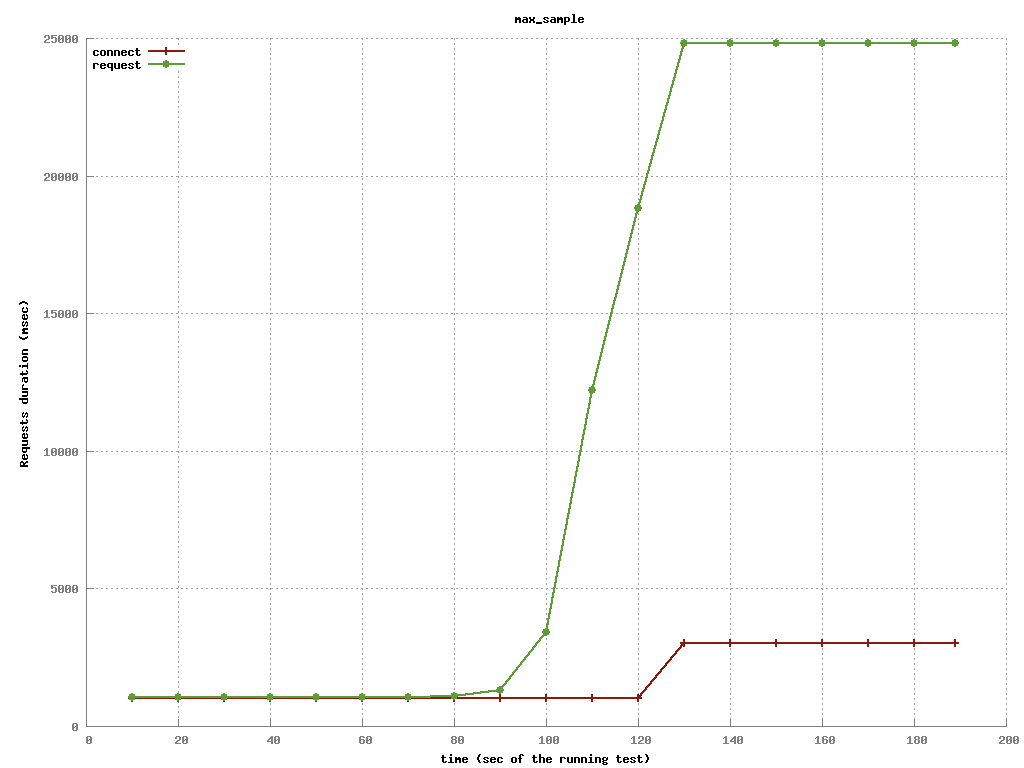 max_sample
25000
connect
request
20000
15000
Requests duration (msec)
10000
5000
0
0 20 40 60 80 100 120 140 160 180 200
time (sec of the running test)